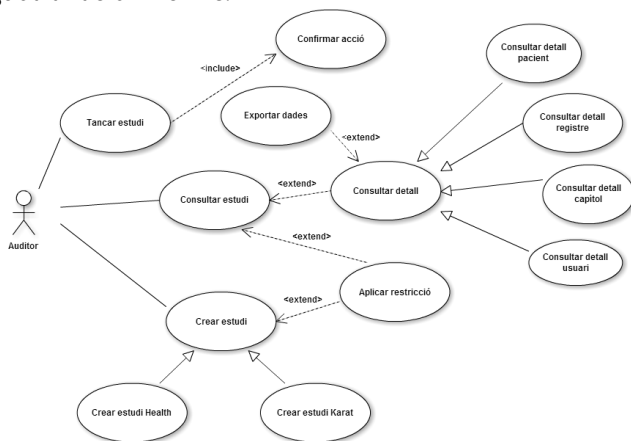 Confirmar acció
Consultar detall
pacient
<include>
Tancar estudi
Exportar dades
Consultar detall
registre
<extend>
Consultar estudi
<extend>
Consultar detall
Consultar detall
capitol
Auditor
<extend>
Consultar detall
usuari
Aplicar restricció
<extend>
Crear estudi
Crear estudi Health
Crear estudi Karat